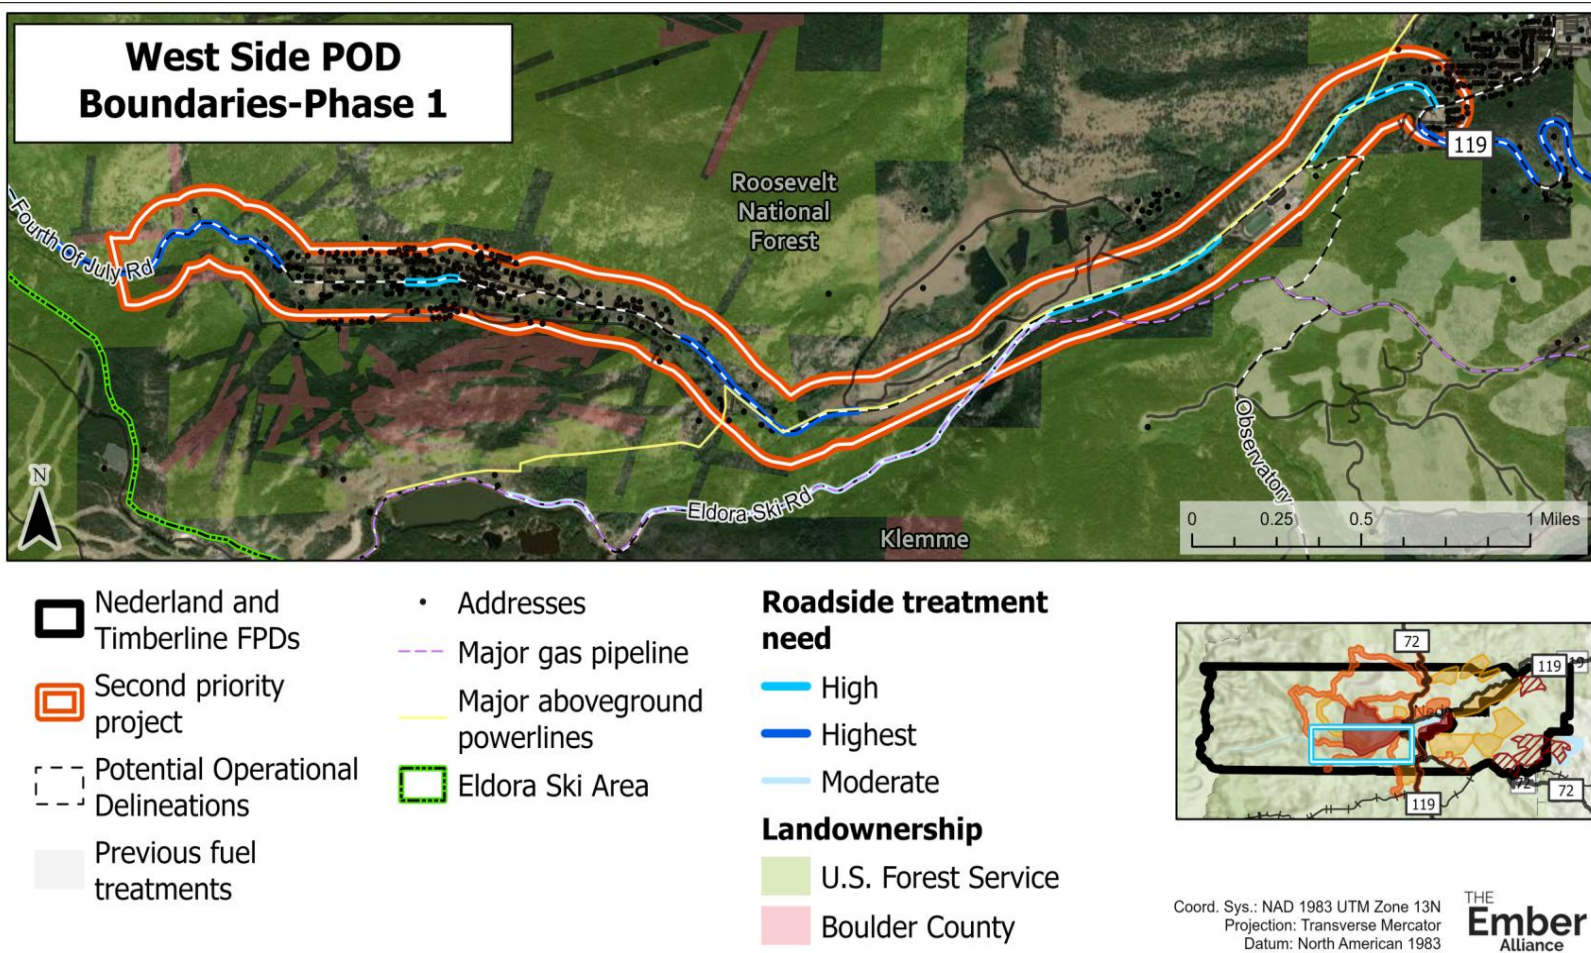 West Side POD
Boundaries-Phase 1
Roosevelt
National
Forest
119
Fourth Of July Rd
Eldora Ski Rd
Observatory
Klemme
N
0 0.25 0.5 1 Miles
Nederland and
Timberline FPDs
Second priority
project
Potential Operational
Delineations
Previous fuel
treatments
Addresses
Major gas pipeline
Major aboveground
powerlines
Eldora Ski Area
Roadside treatment
need
High
Highest
Moderate
Landownership
U.S. Forest Service
Boulder County
72
119
19
Nede
72
72
119
Coord. Sys.: NAD 1983 UTM Zone 13N
Projection: Transverse Mercator
Datum: North American 1983
THE
Ember
Alliance